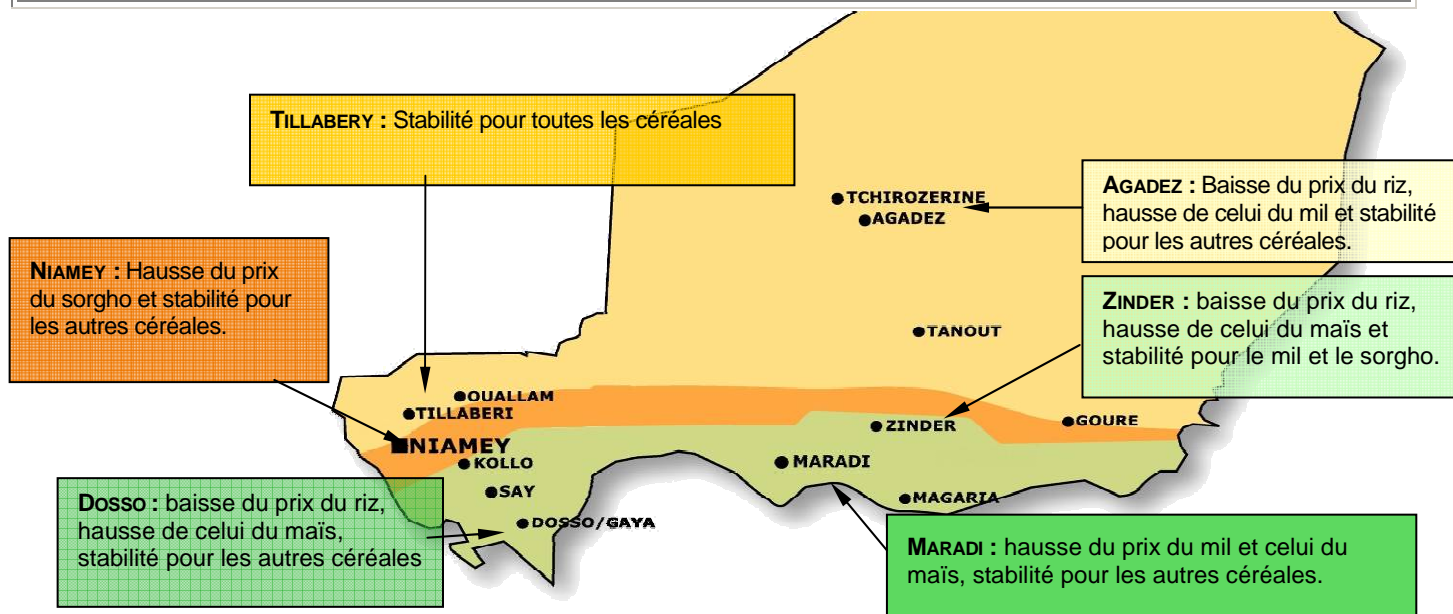 TILLABERY : Stabilité pour toutes les céréales
AGADEZ : Baisse du prix du riz,
hausse de celui du mil et stabilité
pour les autres céréales.
NIAMEY : Hausse du prix
du sorgho et stabilité pour
les autres céréales.
ZINDER : baisse du prix du riz,
hausse de celui du maïs et
stabilité pour le mil et le sorgho.
TCHIROZERINE
AGADEZ
TANOUT
OUALLAM
TILLABERI
NIAMEY
KOLLO
SAY
DOSSO/GAYA
ZINDER
GOURE
MARADI
MAGARIA
DOSSO : baisse du prix du riz,
hausse de celui du maïs,
stabilité pour les autres céréales
MARADI : hausse du prix du mil et celui du
maïs, stabilité pour les autres céréales.